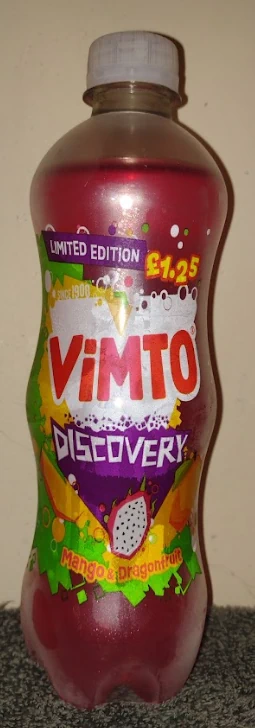 LIMITED EDITION
£1.25
SINCE 1908
ViMTO
DISCOVERY
Mango & Dragonfruit